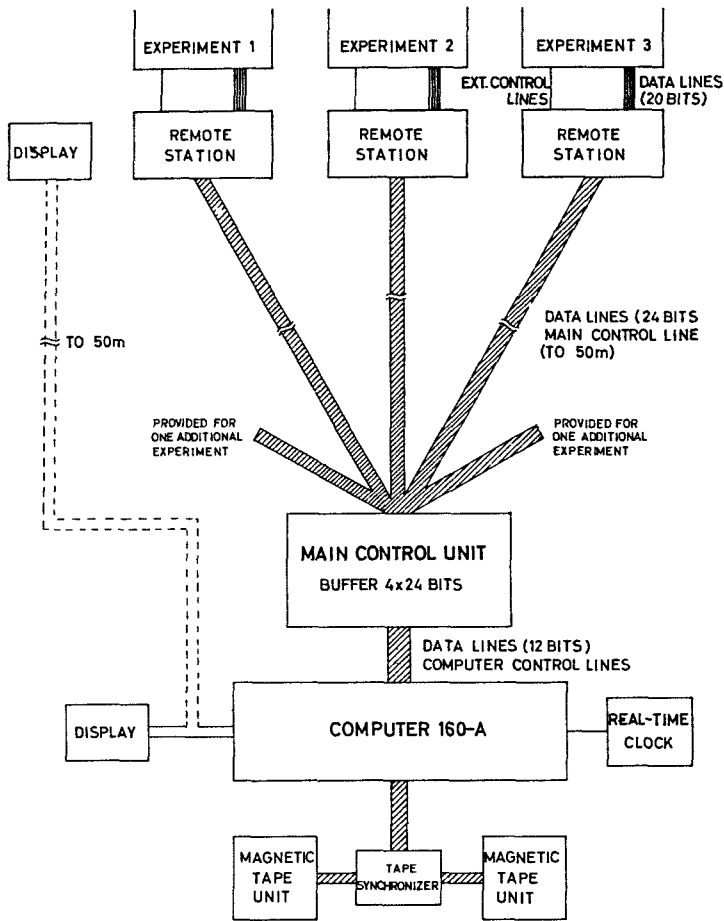 EXPERIMENT 1
EXPERIMENT 2
EXPERIMENT 3
EXT. CONTROL
LINES
DATA LINES
(20 BITS)
DISPLAY
REMOTE
STATION
REMOTE
STATION
REMOTE
STATION
TO 50m
DATA LINES (24 BITS
MAIN CONTROL LINE
(TO 50m)
PROVIDED FOR
ONE ADDITIONAL
EXPERIMENT
PROVIDED FOR
ONE ADDITIONAL
EXPERIMENT
MAIN CONTROL UNIT
BUFFER 4x24 BITS
DATA LINES (12 BITS)
COMPUTER CONTROL LINES
DISPLAY
COMPUTER 160-A
REAL-TIME
CLOCK
MAGNETIC
TAPE
UNIT
TAPE
SYNCHRONIZER
MAGNETIC
TAPE
UNIT